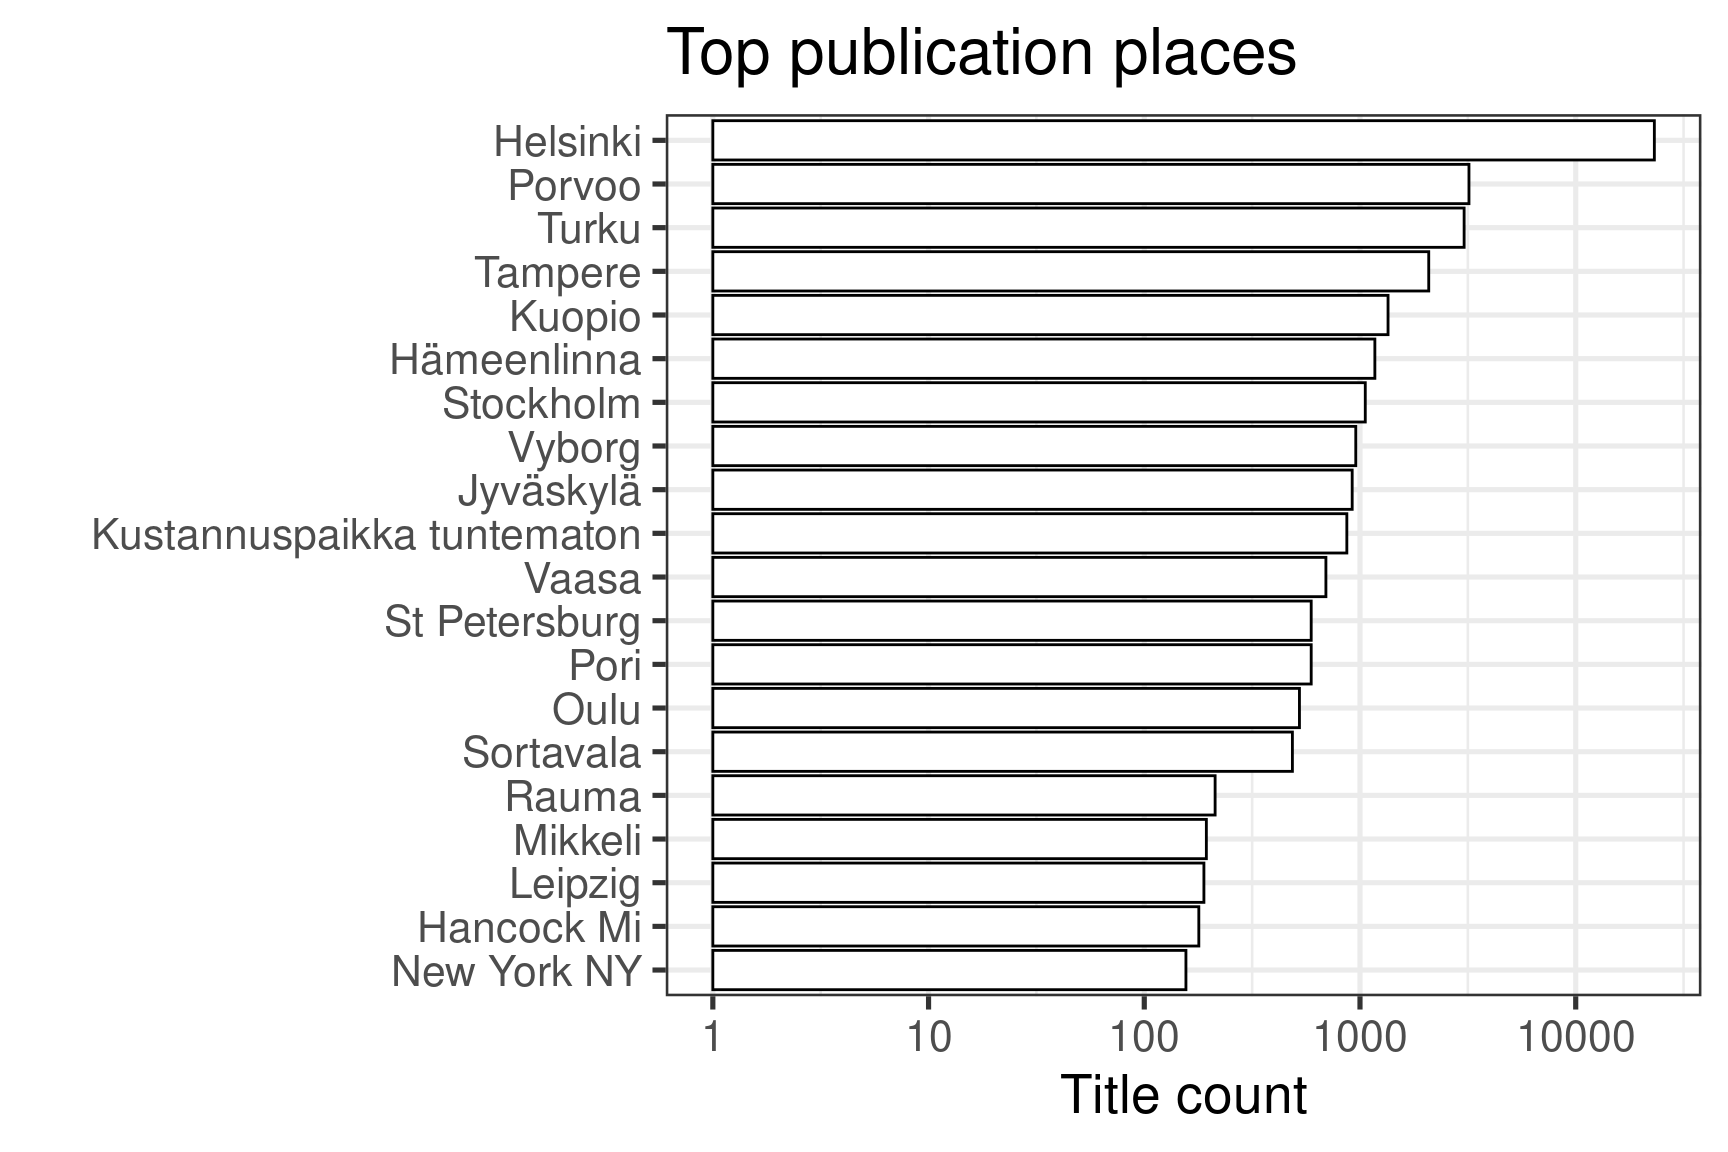 Top publication places
Helsinki
Porvoo
Turku
Tampere
Kuopio
Hämeenlinna
Stockholm
Vyborg
Jyväskylä
Kustannuspaikka tuntematon
Vaasa
St Petersburg
Pori
Oulu
Sortavala
Rauma
Mikkeli
Leipzig
Hancock Mi
New York NY
1 10 100 1000 10000
Title count